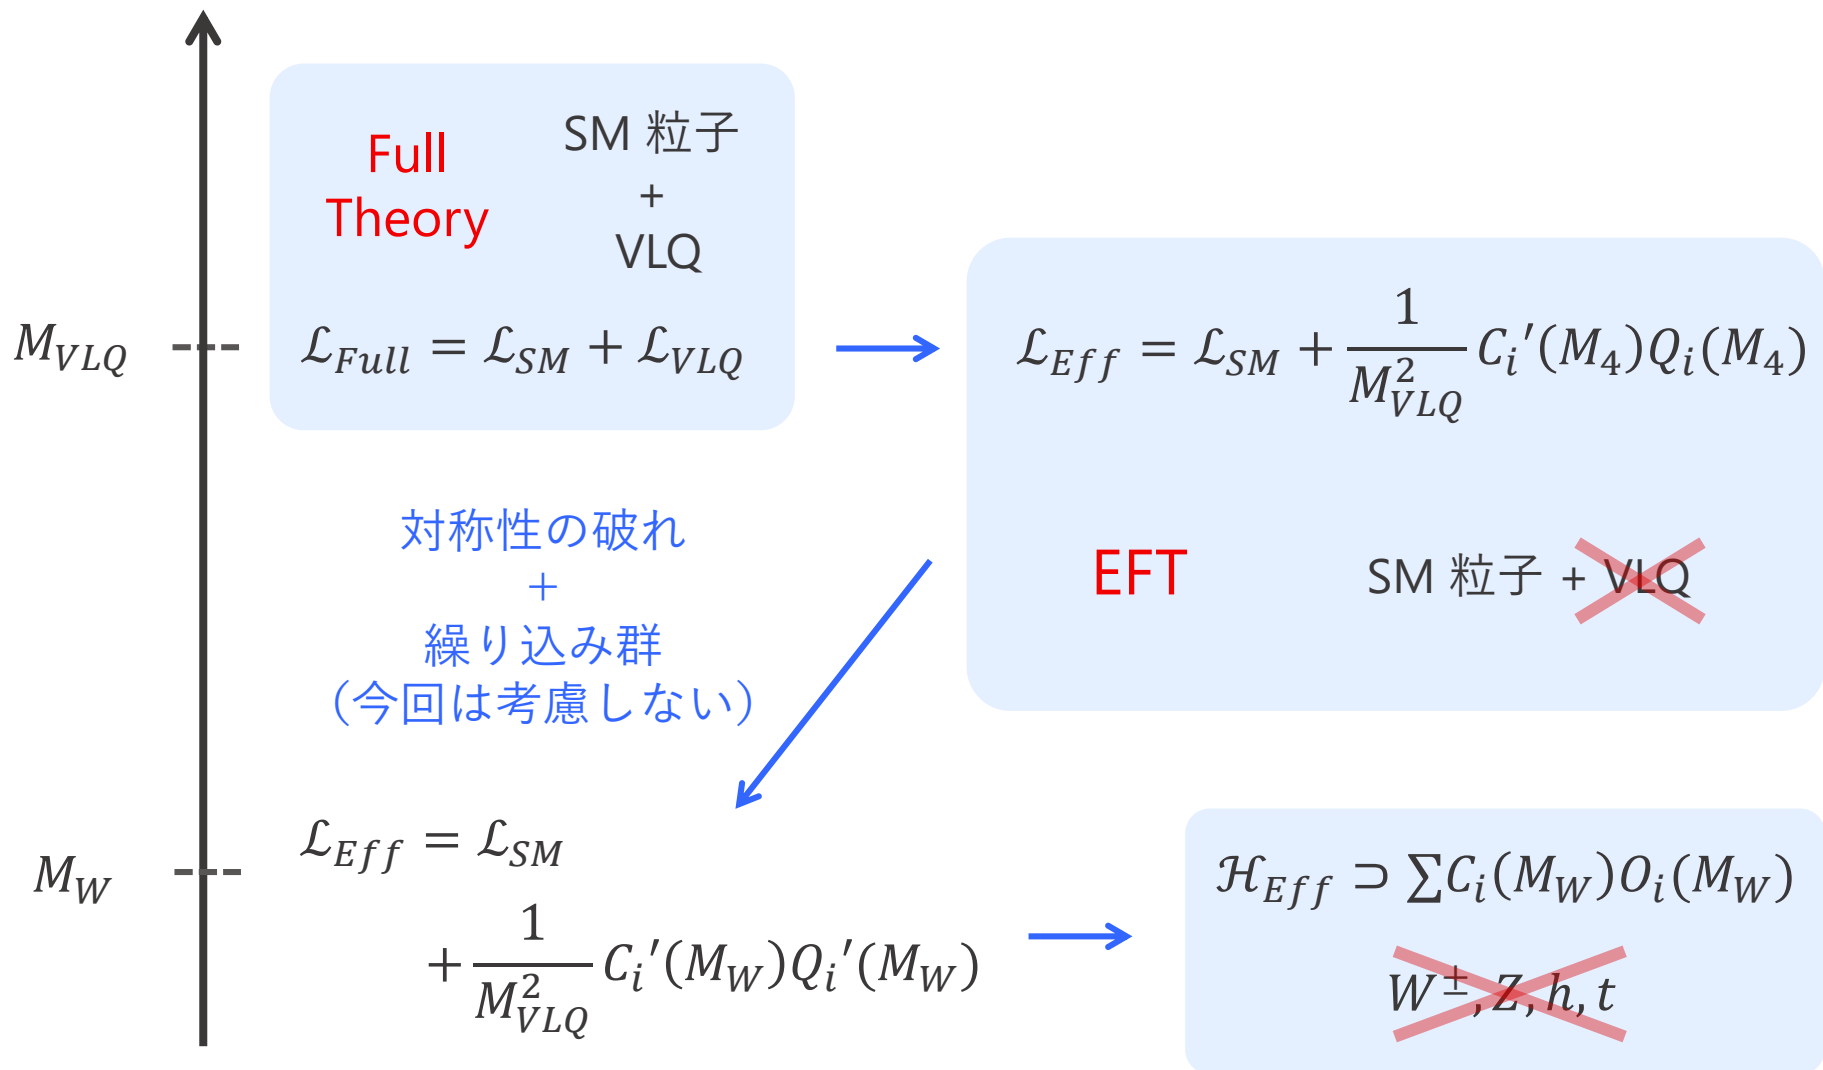 Full
Theory
SM 粒子
+
VLQ
M_{VLQ}
ℒ_{Full} = ℒ_{SM} + ℒ_{VLQ}
ℒ_{Eff} = ℒ_{SM} + \frac{1}{M_{VLQ}^2} C_i′(M_4)Q_i(M_4)
EFT
SM 粒子 + VLQ
対称性の破れ
+
繰り込み群
（今回は考慮しない）
M_W
ℒ_{Eff} = ℒ_{SM}
+ \frac{1}{M_{VLQ}^2} C_i′(M_W)Q_i′(M_W)
ℋ_{Eff} ⊃ ∑C_i(M_W)O_i(M_W)
W^±, Z, h, t